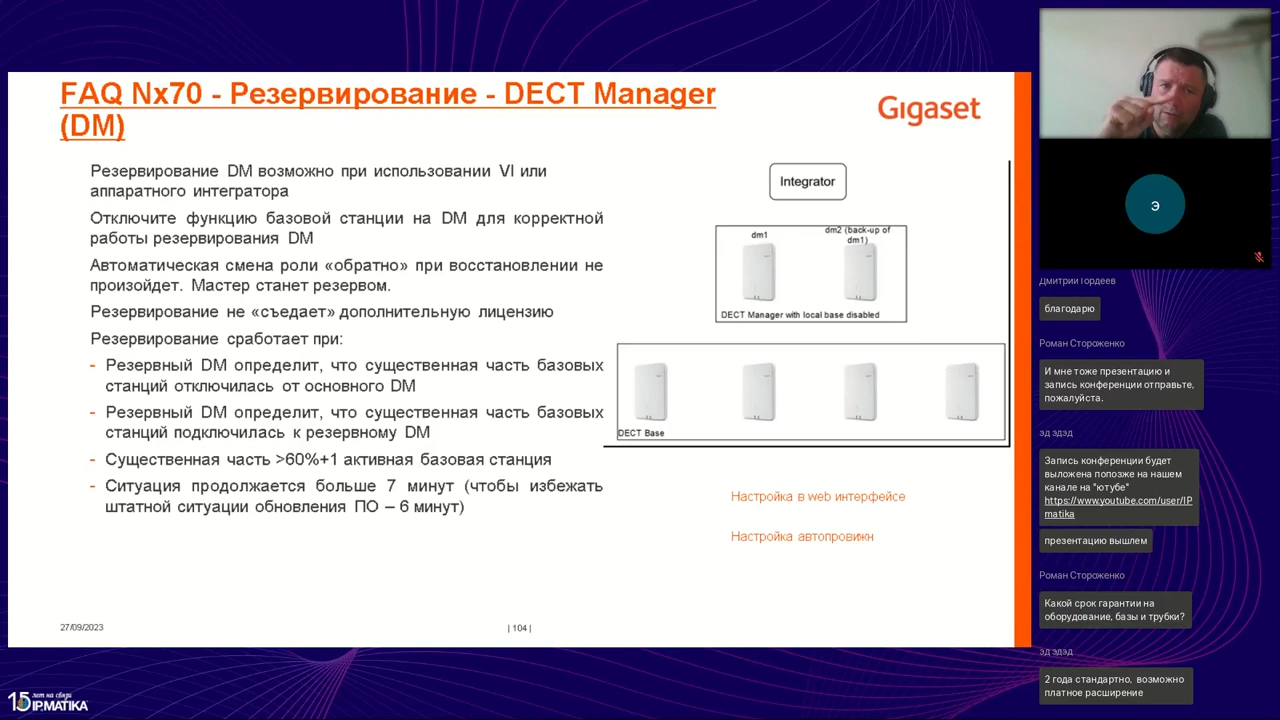 FAQ Nx70 - Резервирование - DECT Manager
(DM)
Gigaset
Резервирование DM возможно при использовании VI или
аппаратного интегратора
Отключите функцию базовой станции на DM для корректной
работы резервирования DM
Автоматическая смена роли «обратно» при восстановлении не
произойдет. Мастер станет резервом.
Резервирование не «съедает» дополнительную лицензию
Резервирование сработает при:
- Резервный DM определит, что существенная часть базовых
станций отключилась от основного DM
- Резервный DM определит, что существенная часть базовых
станций подключилась к резервному DM
- Существенная часть >60%+1 активная базовая станция
- Ситуация продолжается больше 7 минут (чтобы избежать
штатной ситуации обновления ПО – 6 минут)
Integrator
dm1
dm2 (back-up of
dm1)
DECT Manager with local base disabled
DECT Base
Настройка в web интерфейсе
Настройка автопровижн
27/09/2023
| 104 |
15 лет на связи
IPMATIKA
э
Дмитрий Гордеев
благодарю
Роман Стороженко
И мне тоже презентацию и
запись конференции отправьте,
пожалуйста.
эд эдэд
Запись конференции будет
выложена попозже на нашем
канале на "ютубе"
https://www.youtube.com/user/IP
matika
презентацию вышлем
Роман Стороженко
Какой срок гарантии на
оборудование, базы и трубки?
эд эдэд
2 года стандартно, возможно
платное расширение